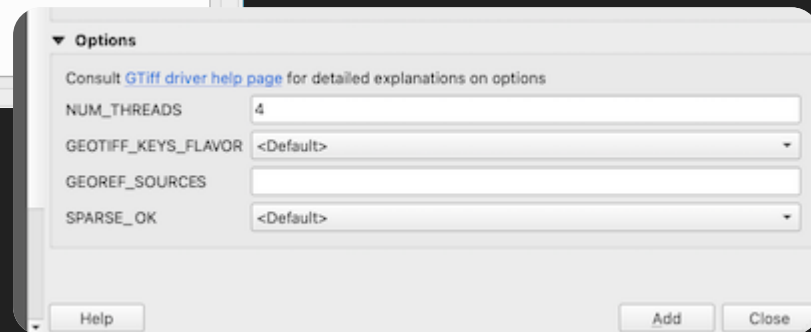 Options
Consult GTiff driver help page for detailed explanations on options
NUM_THREADS 4
GEOTIFF_KEYS_FLAVOR <Default>
GEOREF_SOURCES
SPARSE_OK <Default>
Help Add Close